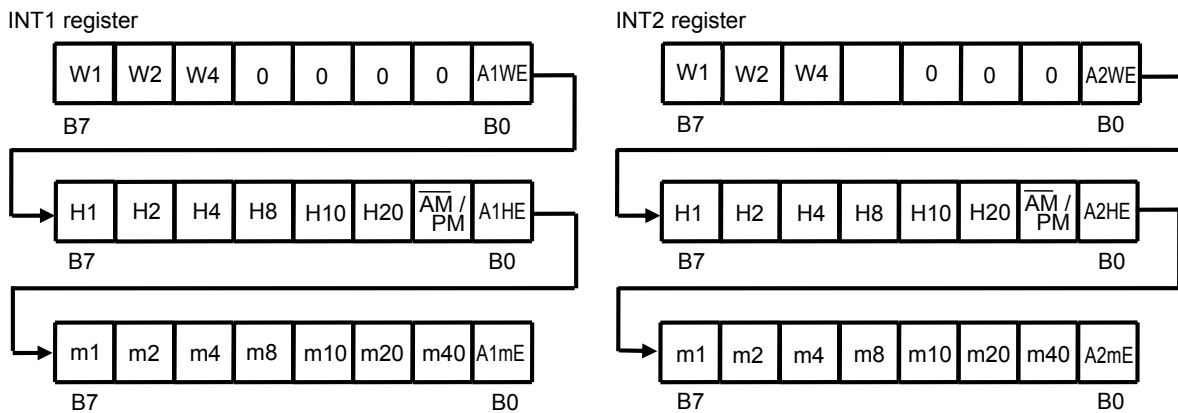 INT1 register
W1 W2 W4 0 0 0 0 A1WE
B7 B0
H1 H2 H4 H8 H10 H20 AM / PM A1HE
B7 B0
m1 m2 m4 m8 m10 m20 m40 A1mE
B7 B0
INT2 register
W1 W2 W4 0 0 0 A2WE
B7 B0
H1 H2 H4 H8 H10 H20 AM / PM A2HE
B7 B0
m1 m2 m4 m8 m10 m20 m40 A2mE
B7 B0